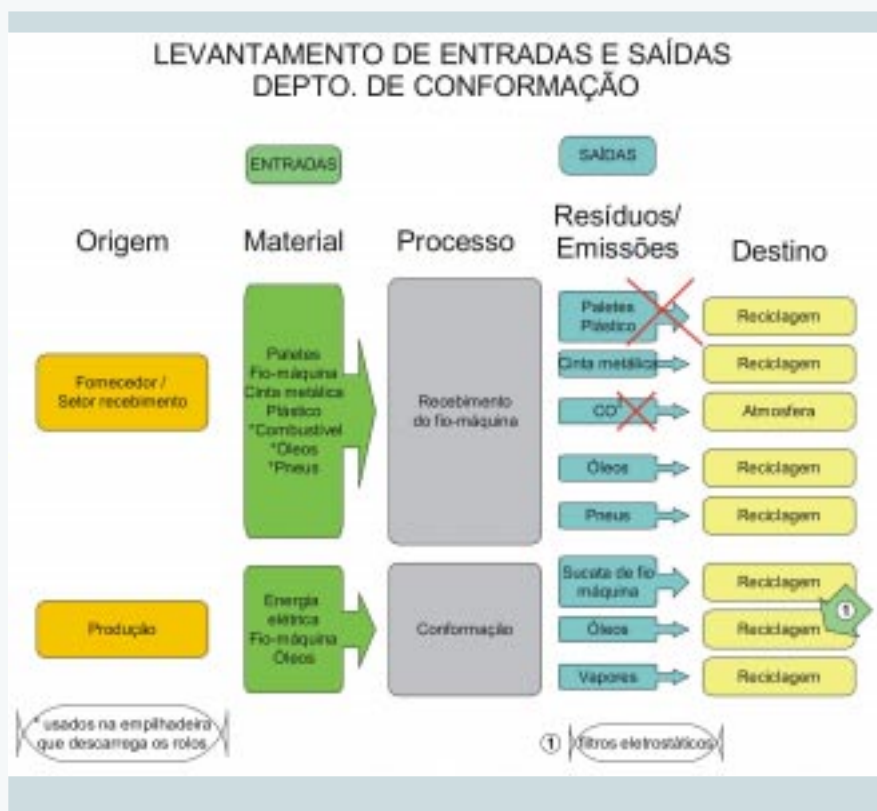 LEVANTAMENTO DE ENTRADAS E SAÍDAS
DEPTO. DE CONFORMAÇÃO
ENTRADAS
SAÍDAS
Origem
Material
Processo
Resíduos/
Emissões
Destino
Fornecedor /
Setor recebimento
Paletes
Fio-máquina
Cinta metálica
Plástico
*Combustível
*Óleos
*Pneus
Recebimento
do fio-máquina
Paletes
Plástico
Reciclagem
Cinta metálica
Reciclagem
CO
Atmosfera
Óleos
Reciclagem
Pneus
Reciclagem
Produção
Energia
elétrica
Fio-máquina
Óleos
Conformação
Sucata de fio
máquina
Reciclagem
1
Óleos
Reciclagem
Vapores
Reciclagem
* usados na empilhadeira
que descarrega os rolos
1 filtros eletrostáticos